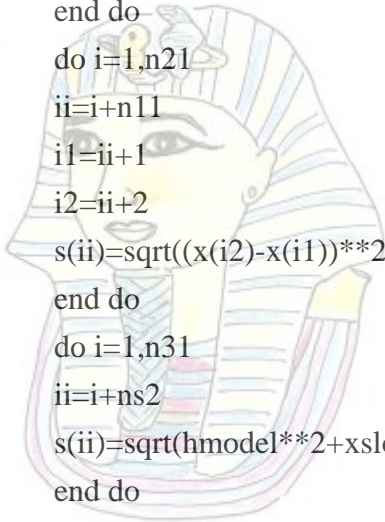 end do
do i=1,n21
ii=i+n11
i1=ii+1
i2=ii+2
s(ii)=sqrt((x(i2)-x(i1))**2
end do
do i=1,n31
ii=i+ns2
s(ii)=sqrt(hmodel**2+xslo
end do